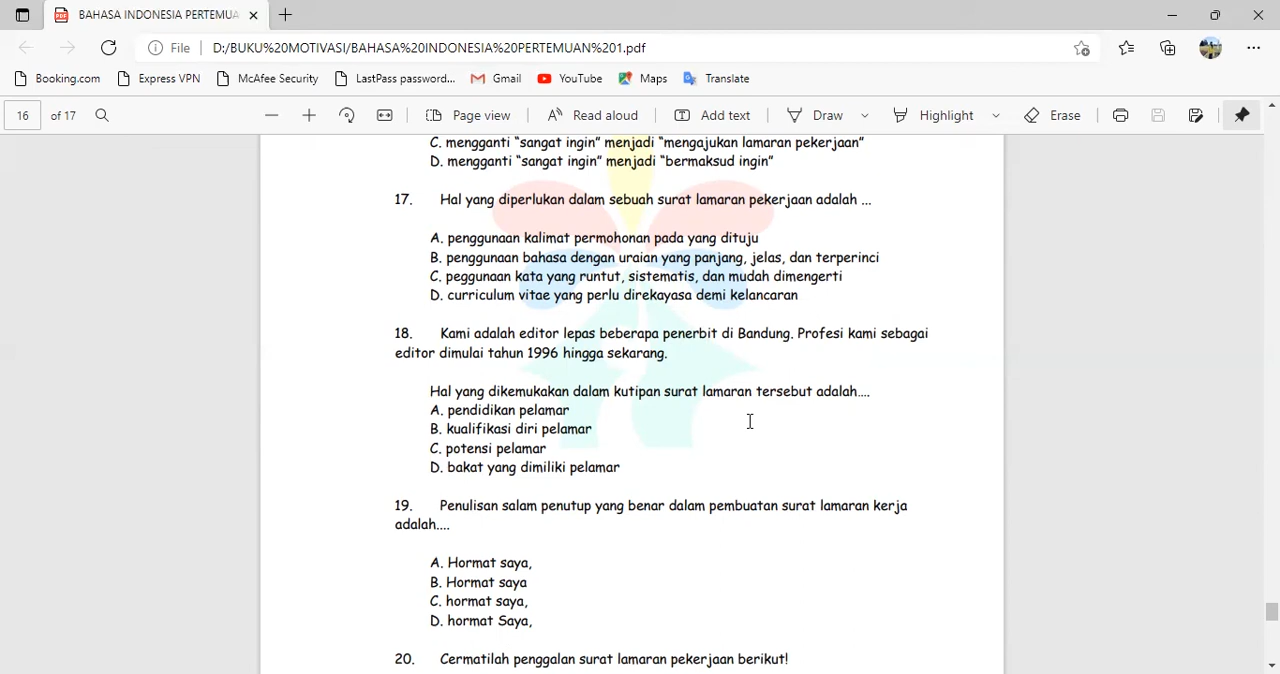 BAHASA INDONESIA PERTEMUA
File D:/BUKU%20MOTIVASI/BAHASA%20INDONESIA%20PERTEMUAN%201.pdf
Booking.com Express VPN McAfee Security LastPass password... Gmail YouTube Maps Translate
16 of 17 Page view Read aloud Add text Draw Highlight Erase
C. mengganti “sangat ingin” menjadi “mengajukan lamaran pekerjaan”
D. mengganti “sangat ingin” menjadi “bermaksud ingin”
17. Hal yang diperlukan dalam sebuah surat lamaran pekerjaan adalah ...
A. penggunaan kalimat permohonan pada yang dituju
B. penggunaan bahasa dengan uraian yang panjang, jelas, dan terperinci
C. peggunaan kata yang runtut, sistematis, dan mudah dimengerti
D. curriculum vitae yang perlu direkayasa demi kelancaran
18. Kami adalah editor lepas beberapa penerbit di Bandung. Profesi kami sebagai
editor dimulai tahun 1996 hingga sekarang.
Hal yang dikemukakan dalam kutipan surat lamaran tersebut adalah....
A. pendidikan pelamar
B. kualifikasi diri pelamar
C. potensi pelamar
D. bakat yang dimiliki pelamar
19. Penulisan salam penutup yang benar dalam pembuatan surat lamaran kerja
adalah....
A. Hormat saya,
B. Hormat saya
C. hormat saya,
D. hormat Saya,
20. Cermatilah penggalan surat lamaran pekerjaan berikut!